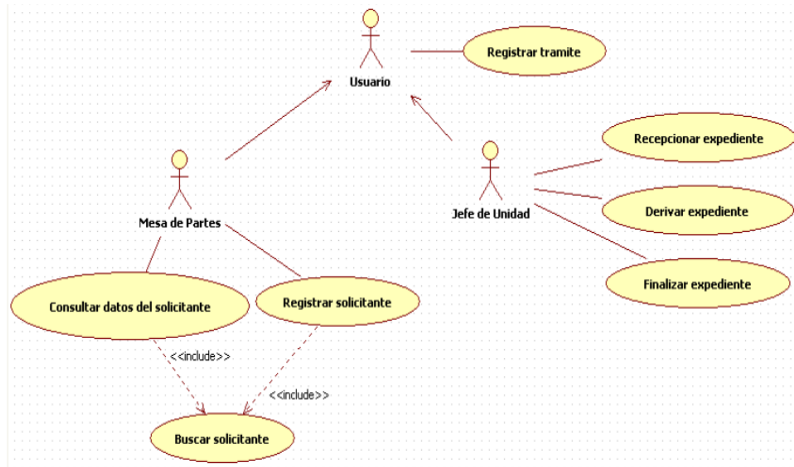 Registrar tramite
Usuario
Recepcionar expediente
Mesa de Partes
Jefe de Unidad
Derivar expediente
Finalizar expediente
Consultar datos del solicitante
Registrar solicitante
<<include>>
<<include>>
Buscar solicitante